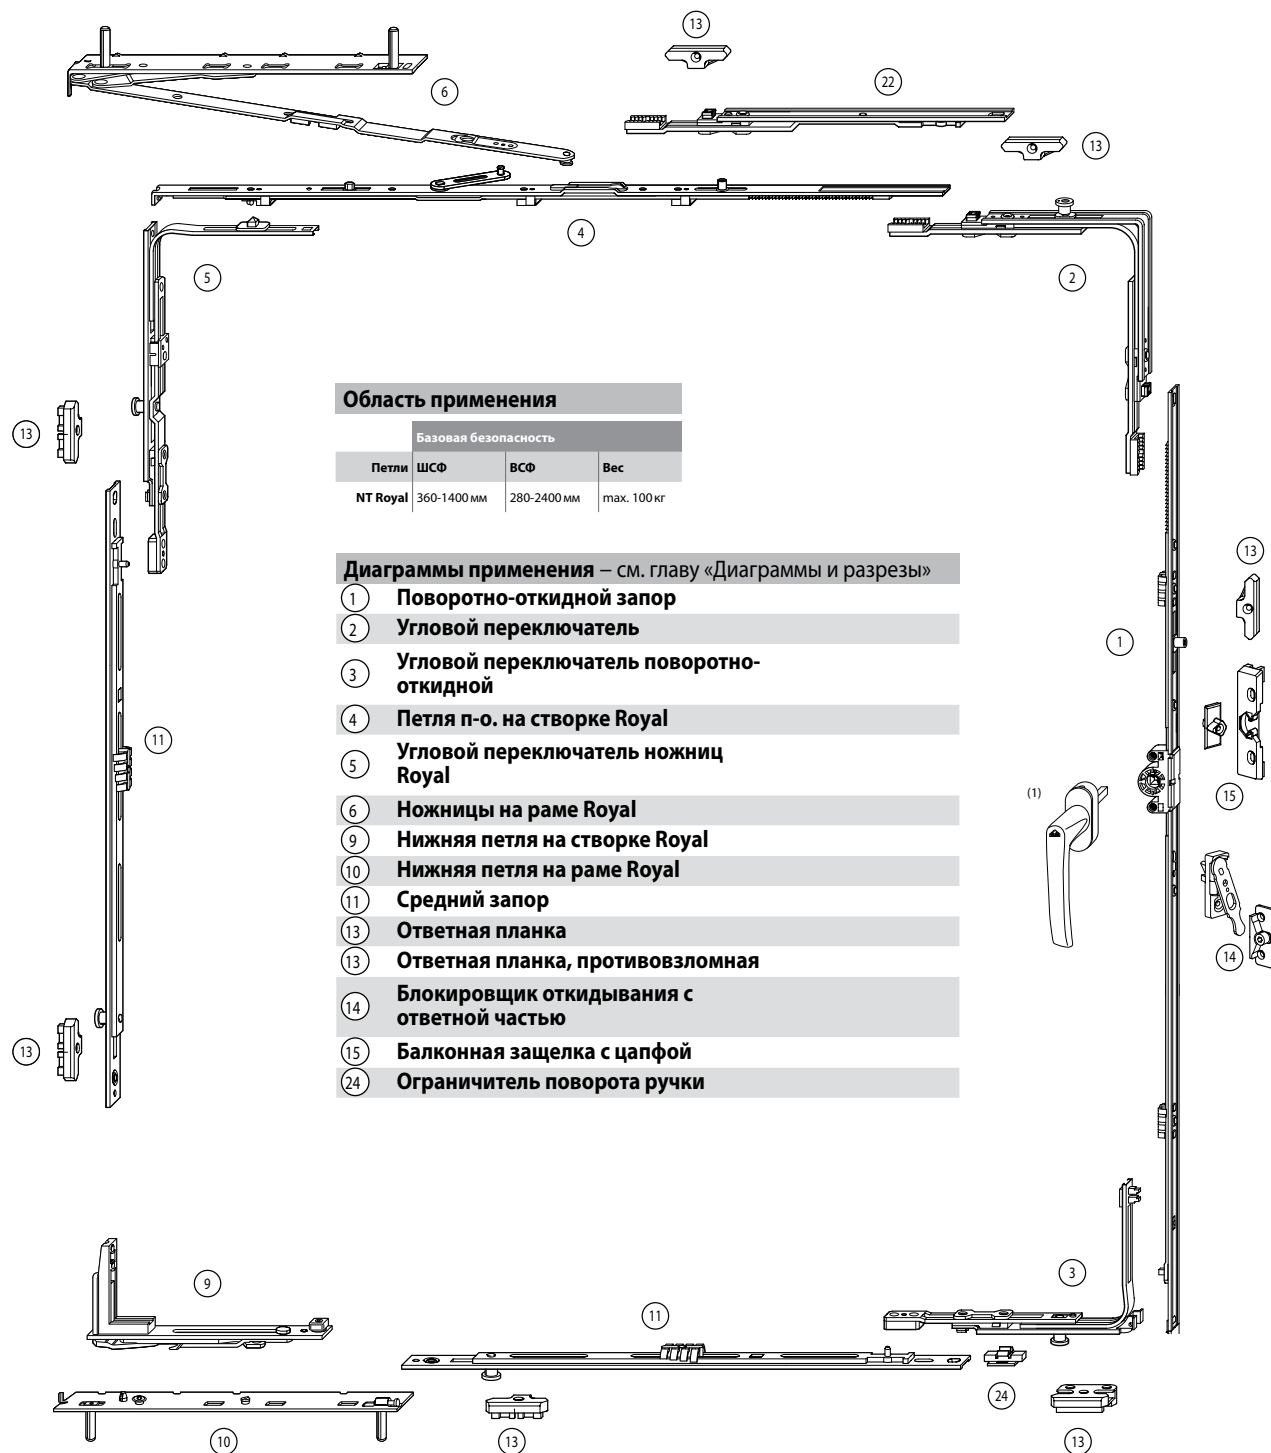 13
22
6
13
4
5
2
Область применения
Базовая безопасность
Петли ШСФ ВСФ Вес
NT Royal 360-1400 мм 280-2400 мм max. 100 кг
13
13
Диаграммы применения – см. главу «Диаграммы и разрезы»
1 Поворотно-откидной запор
2 Угловой переключатель
3 Угловой переключатель поворотно-
откидной
4 Петля п-о. на створке Royal
5 Угловой переключатель ножниц
Royal
6 Ножницы на раме Royal
9 Нижняя петля на створке Royal
10 Нижняя петля на раме Royal
11 Средний запор
13 Ответная планка
13 Ответная планка, противовзломная
14 Блокировщик откидывания с
ответной частью
15 Балконная защелка с цапфой
24 Ограничитель поворота ручки
1
11
(1)
15
14
13
9
3
11
24
10
13
13